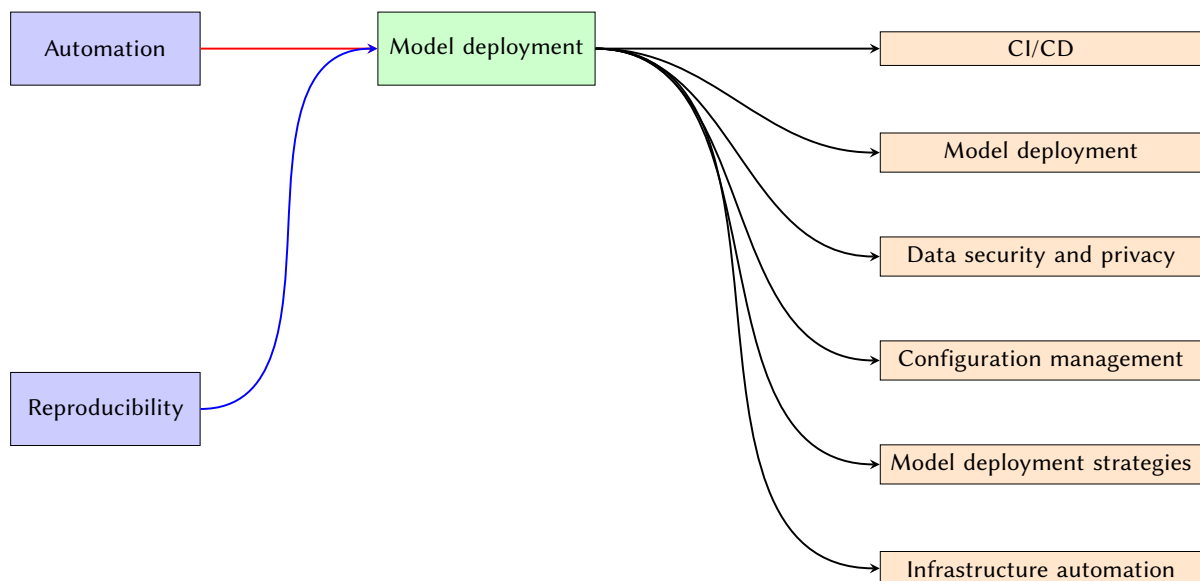 Automation
Model deployment
CI/CD
Model deployment
Data security and privacy
Configuration management
Reproducibility
Model deployment strategies
Infrastructure automation